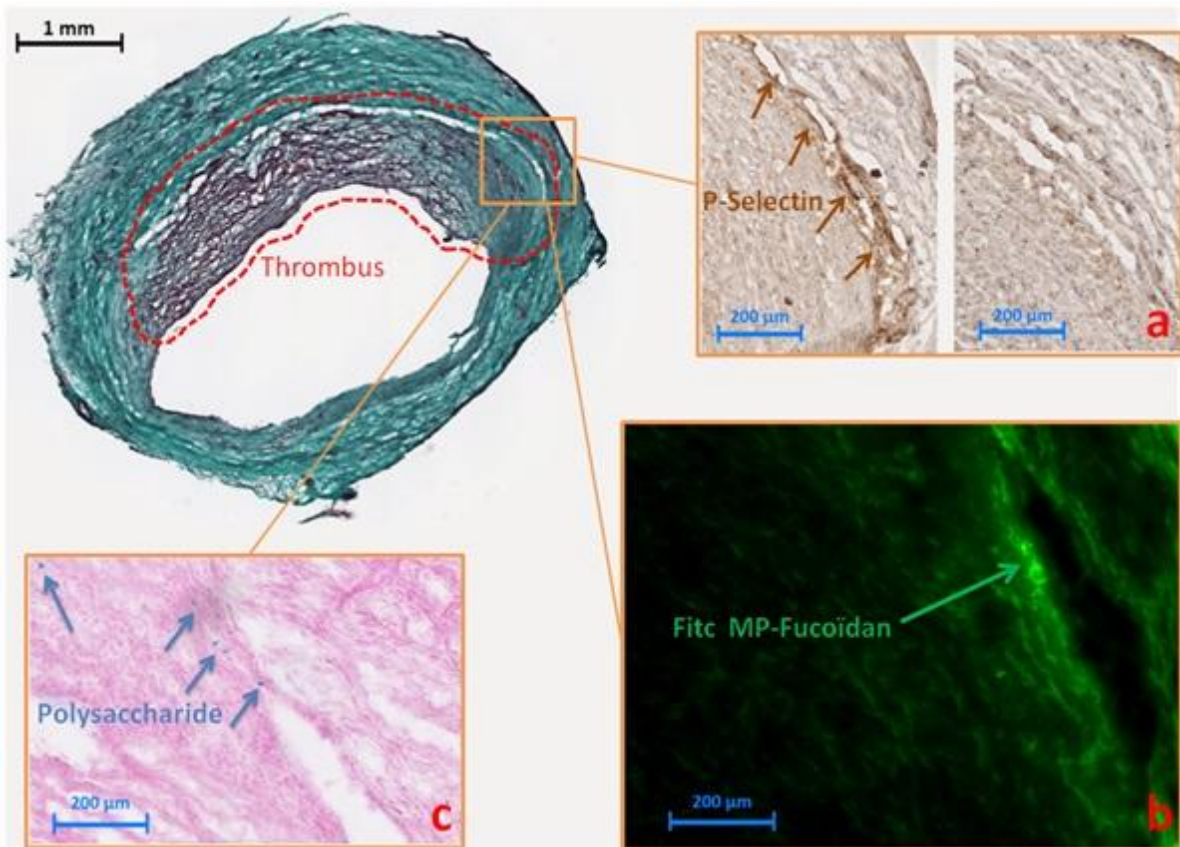 1 mm
Thrombus
P-Selectin
200 µm
200 µm
a
Fitc MP-Fucoïdan
200 µm
b
Polysaccharide
200 µm
c